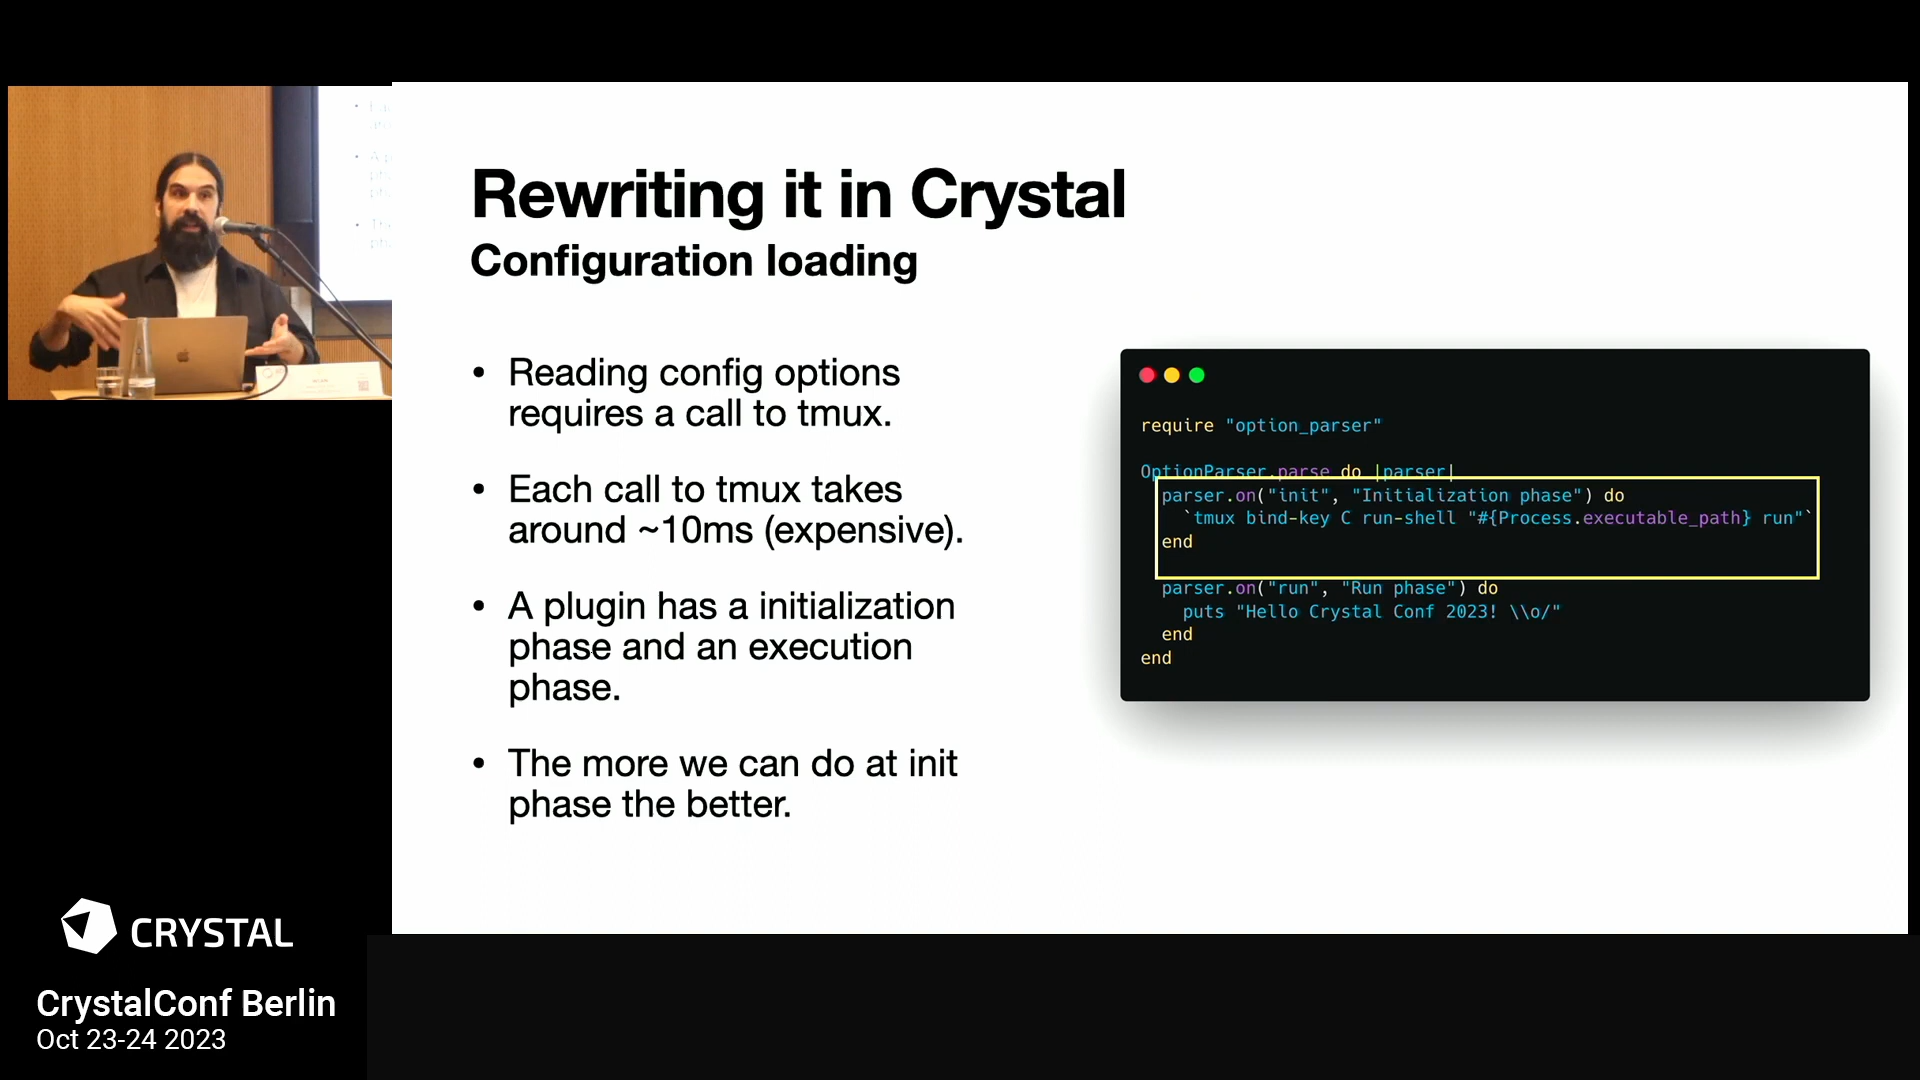 Rewriting it in Crystal
Configuration loading
• Reading config options
requires a call to tmux.
• Each call to tmux takes
around ~10ms (expensive).
• A plugin has a initialization
phase and an execution
phase.
• The more we can do at init
phase the better.
require "option_parser"
OptionParser.parse do |parser|
parser.on("init", "Initialization phase") do
`tmux bind-key C run-shell "#{Process.executable_path} run"`
end
parser.on("run", "Run phase") do
puts "Hello Crystal Conf 2023! \\o/"
end
end
CRYSTAL
CrystalConf Berlin
Oct 23-24 2023